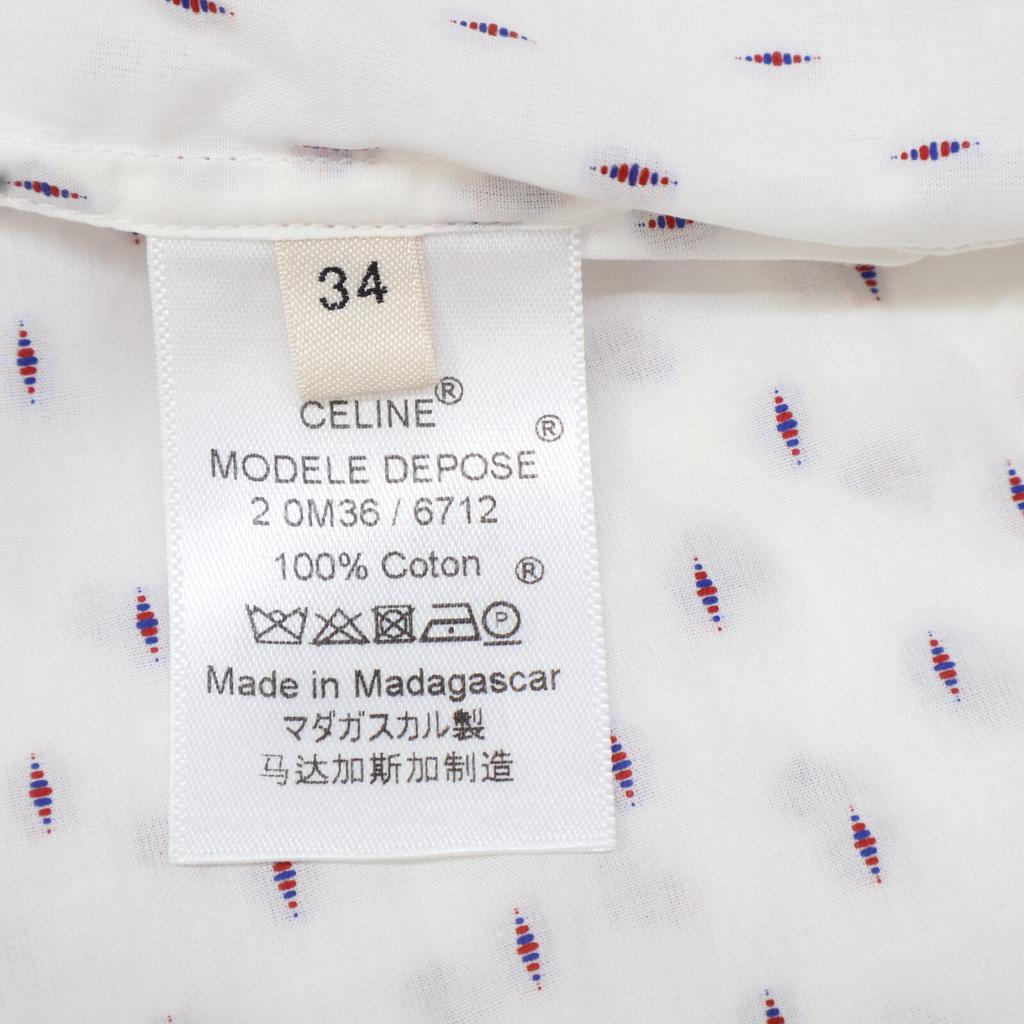 34
CELINE®
MODELE DEPOSE ®
2 0M36 / 6712
100% Coton ®
P
Made in Madagascar
マダガスカル製
马达加斯加制造